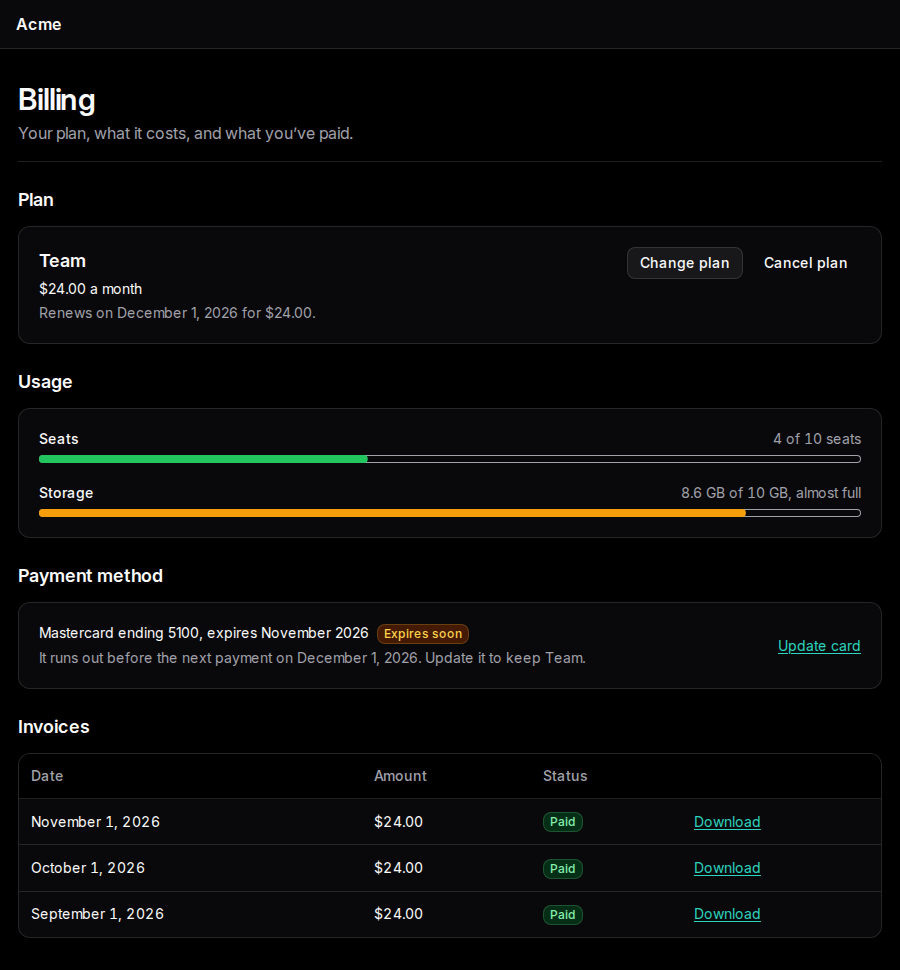 Acme
Billing
Your plan, what it costs, and what you've paid.
Plan
Team
Change plan
Cancel plan
$24.00 a month
Renews on December 1, 2026 for $24.00.
Usage
Seats 4 of 10 seats
Storage 8.6 GB of 10 GB, almost full
Payment method
Mastercard ending 5100, expires November 2026 Expires soon
It runs out before the next payment on December 1, 2026. Update it to keep Team.
Update card
Invoices
Date Amount Status
November 1, 2026 $24.00 Paid Download
October 1, 2026 $24.00 Paid Download
September 1, 2026 $24.00 Paid Download